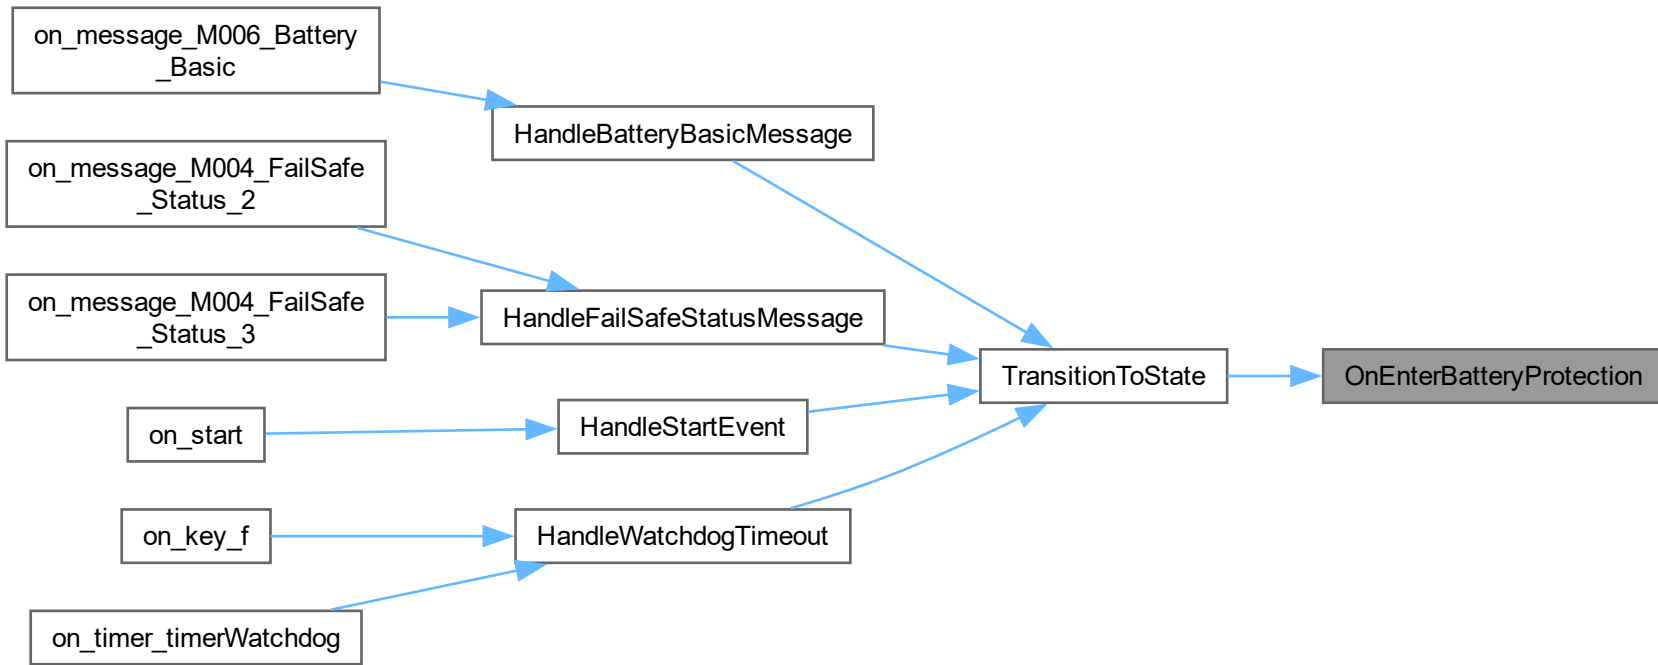 on_message_M006_Battery
_Basic
HandleBatteryBasicMessage
on_message_M004_FailSafe
_Status_2
on_message_M004_FailSafe
_Status_3
HandleFailSafeStatusMessage
TransitionToState
OnEnterBatteryProtection
on_start
HandleStartEvent
on_key_f
HandleWatchdogTimeout
on_timer_timerWatchdog